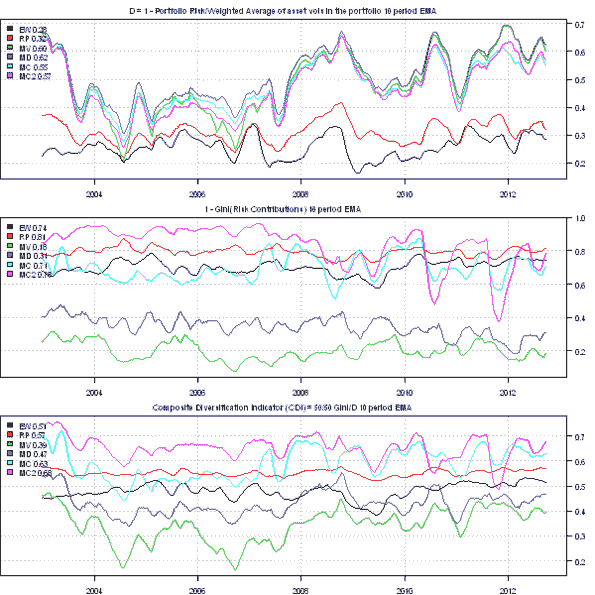 D = 1 - Portfolio Risk/Weighted Average of asset vols in the portfolio 10 period EMA
EW 0.28
RP 0.32
MV 0.60
MD 0.62
MC 0.55
MC2 0.57
0.7
0.6
0.5
0.4
0.3
0.2
2004
2006
2008
2010
2012
1 - Gini(Risk Contributions) 10 period EMA
EW 0.74
RP 0.81
MV 0.18
MD 0.31
MC 0.71
MC2 0.78
1.0
0.8
0.6
0.4
0.2
2004
2006
2008
2010
2012
Composite Diversification Indicator (CDI)= 50/50 Gini/D 10 period EMA
EW 0.51
RP 0.57
MV 0.39
MD 0.47
MC 0.63
MC2 0.68
0.7
0.6
0.5
0.4
0.3
0.2
2004
2006
2008
2010
2012